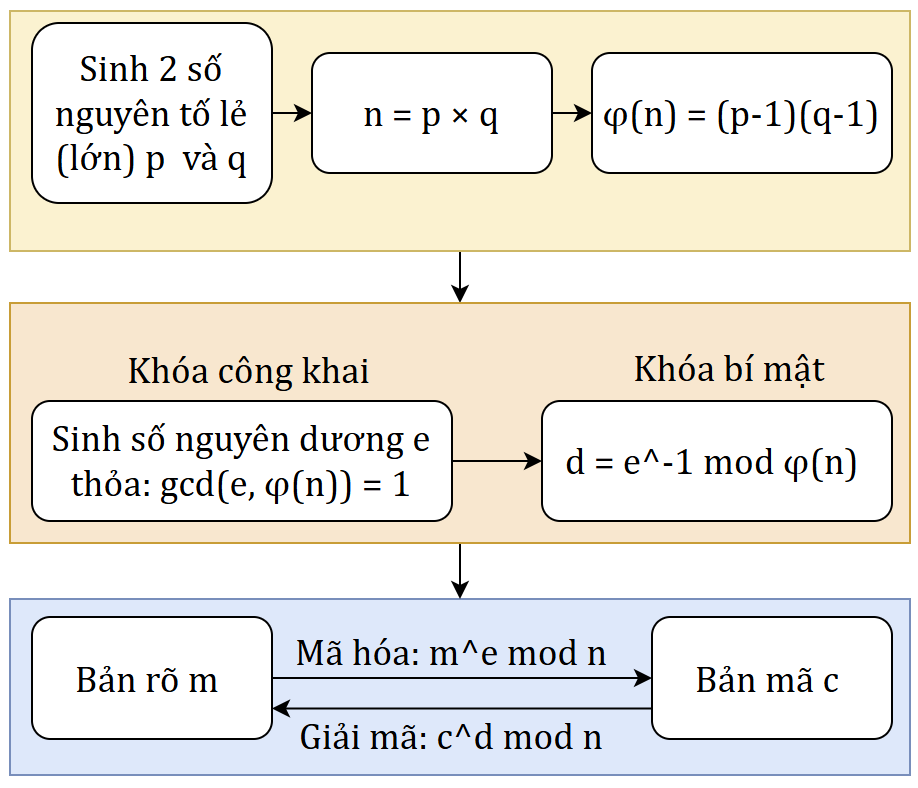 Sinh 2 số
nguyên tố lẻ
(lớn) p và q
n = p × q
φ(n) = (p-1)(q-1)
Khóa công khai
Khóa bí mật
Sinh số nguyên dương e
thỏa: gcd(e, φ(n)) = 1
d = e^-1 mod φ(n)
Bản rõ m
Mã hóa: m^e mod n
Bản mã c
Giải mã: c^d mod n